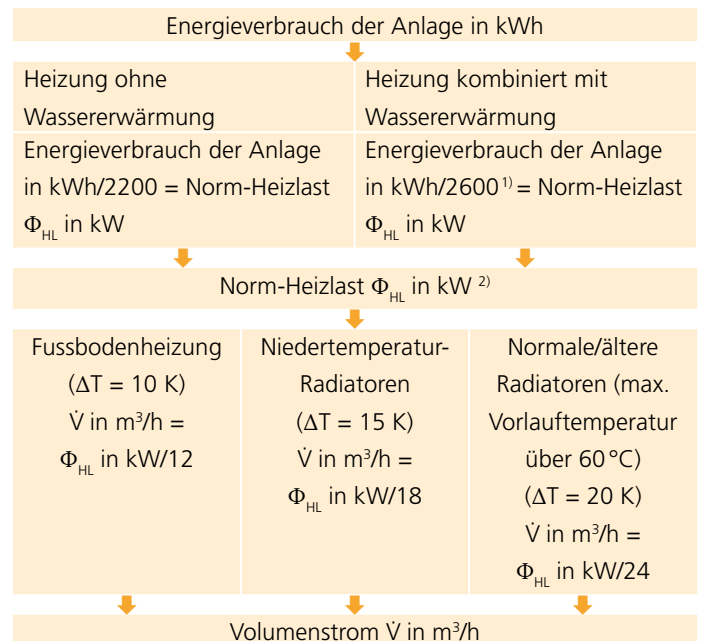 Energieverbrauch der Anlage in kWh
Heizung ohne
Wassererwärmung
Heizung kombiniert mit
Wassererwärmung
Energieverbrauch der Anlage
in kWh/2200 = Norm-Heizlast
Φ_HL in kW
Energieverbrauch der Anlage
in kWh/2600 ¹⁾ = Norm-Heizlast
Φ_HL in kW
Norm-Heizlast Φ_HL in kW ²⁾
Fussbodenheizung
(ΔT = 10 K)
V̇ in m³/h =
Φ_HL in kW/12
Niedertemperatur-
Radiatoren
(ΔT = 15 K)
V̇ in m³/h =
Φ_HL in kW/18
Normale/ältere
Radiatoren (max.
Vorlauftemperatur
über 60 °C)
(ΔT = 20 K)
V̇ in m³/h =
Φ_HL in kW/24
Volumenstrom V̇ in m³/h